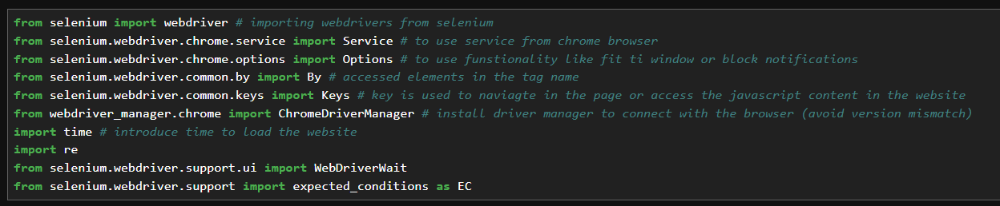 from selenium import webdriver # importing webdrivers from selenium
from selenium.webdriver.chrome.service import Service # to use service from chrome browser
from selenium.webdriver.chrome.options import Options # to use funstionality like fit ti window or block notifications
from selenium.webdriver.common.by import By # accessed elements in the tag name
from selenium.webdriver.common.keys import Keys # key is used to naviagte in the page or access the javascript content in the website
from webdriver_manager.chrome import ChromeDriverManager # install driver manager to connect with the browser (avoid version mismatch)
import time # introduce time to load the website
import re
from selenium.webdriver.support.ui import WebDriverWait
from selenium.webdriver.support import expected_conditions as EC